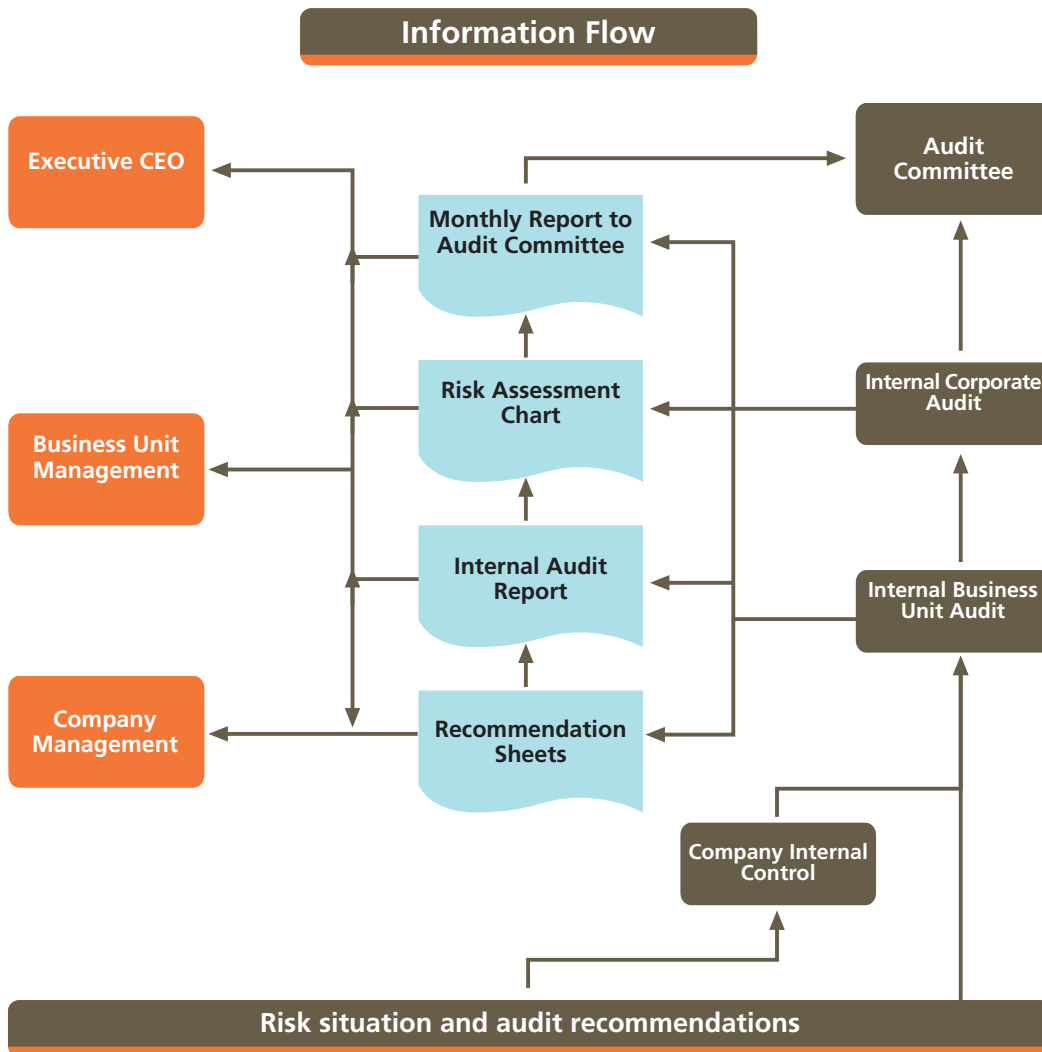 Information Flow
Executive CEO
Audit
Committee
Monthly Report to
Audit Committee
Risk Assessment
Chart
Internal Corporate
Audit
Business Unit
Management
Internal Audit
Report
Internal Business
Unit Audit
Company
Management
Recommendation
Sheets
Company Internal
Control
Risk situation and audit recommendations